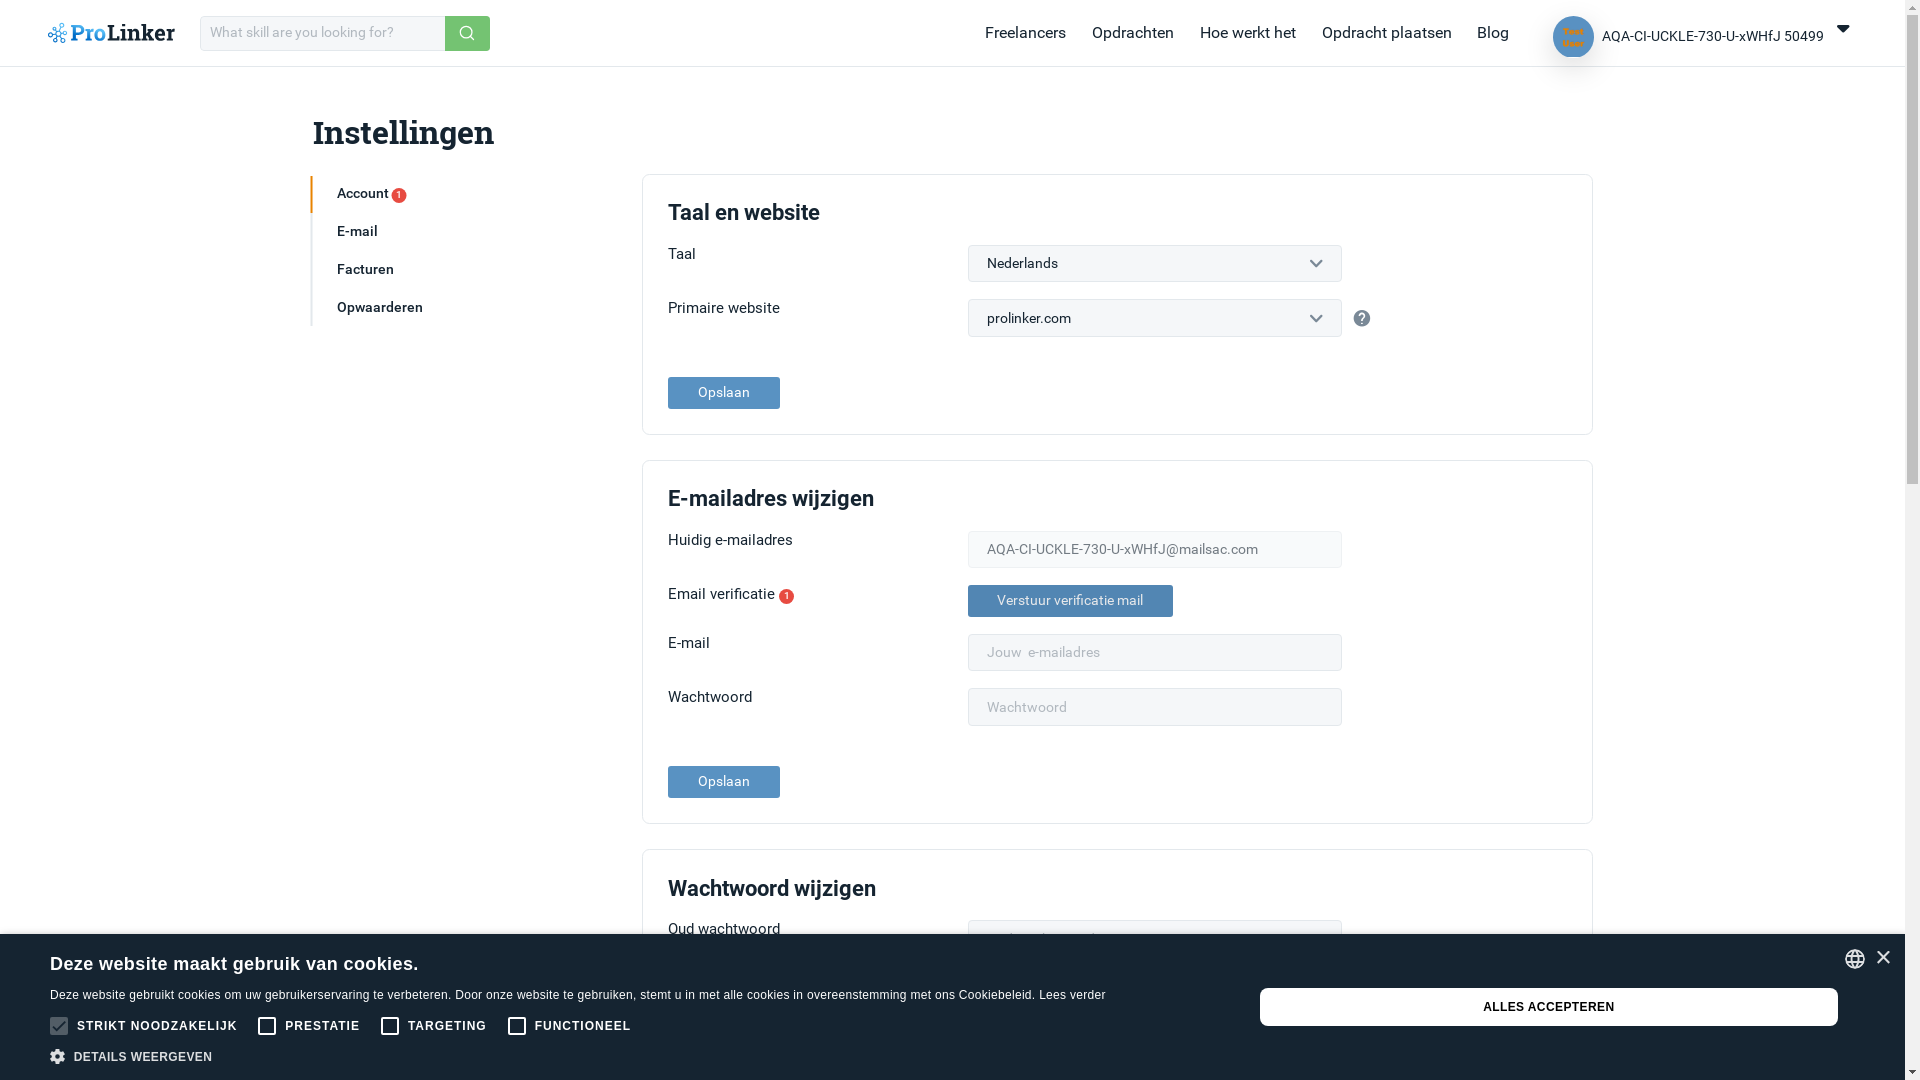 ProLinker
What skill are you looking for?
Freelancers
Opdrachten
Hoe werkt het
Opdracht plaatsen
Blog
Test
User
AQA-CI-UCKLE-730-U-xWHfJ 50499
Instellingen
Account 1
E-mail
Facturen
Opwaarderen
Taal en website
Taal
Nederlands
Primaire website
prolinker.com
Opslaan
E-mailadres wijzigen
Huidig e-mailadres
AQA-CI-UCKLE-730-U-xWHfJ@mailsac.com
Email verificatie 1
Verstuur verificatie mail
E-mail
Jouw e-mailadres
Wachtwoord
Wachtwoord
Opslaan
Wachtwoord wijzigen
Oud wachtwoord
Deze website maakt gebruik van cookies.
Deze website gebruikt cookies om uw gebruikerservaring te verbeteren. Door onze website te gebruiken, stemt u in met alle cookies in overeenstemming met ons Cookiebeleid. Lees verder
STRIKT NOODZAKELIJK
PRESTATIE
TARGETING
FUNCTIONEEL
DETAILS WEERGEVEN
ALLES ACCEPTEREN